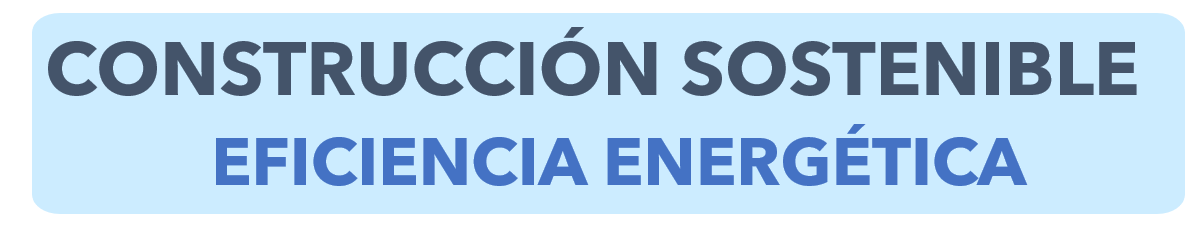 CONSTRUCCIÓN SOSTENIBLE
EFICIENCIA ENERGÉTICA